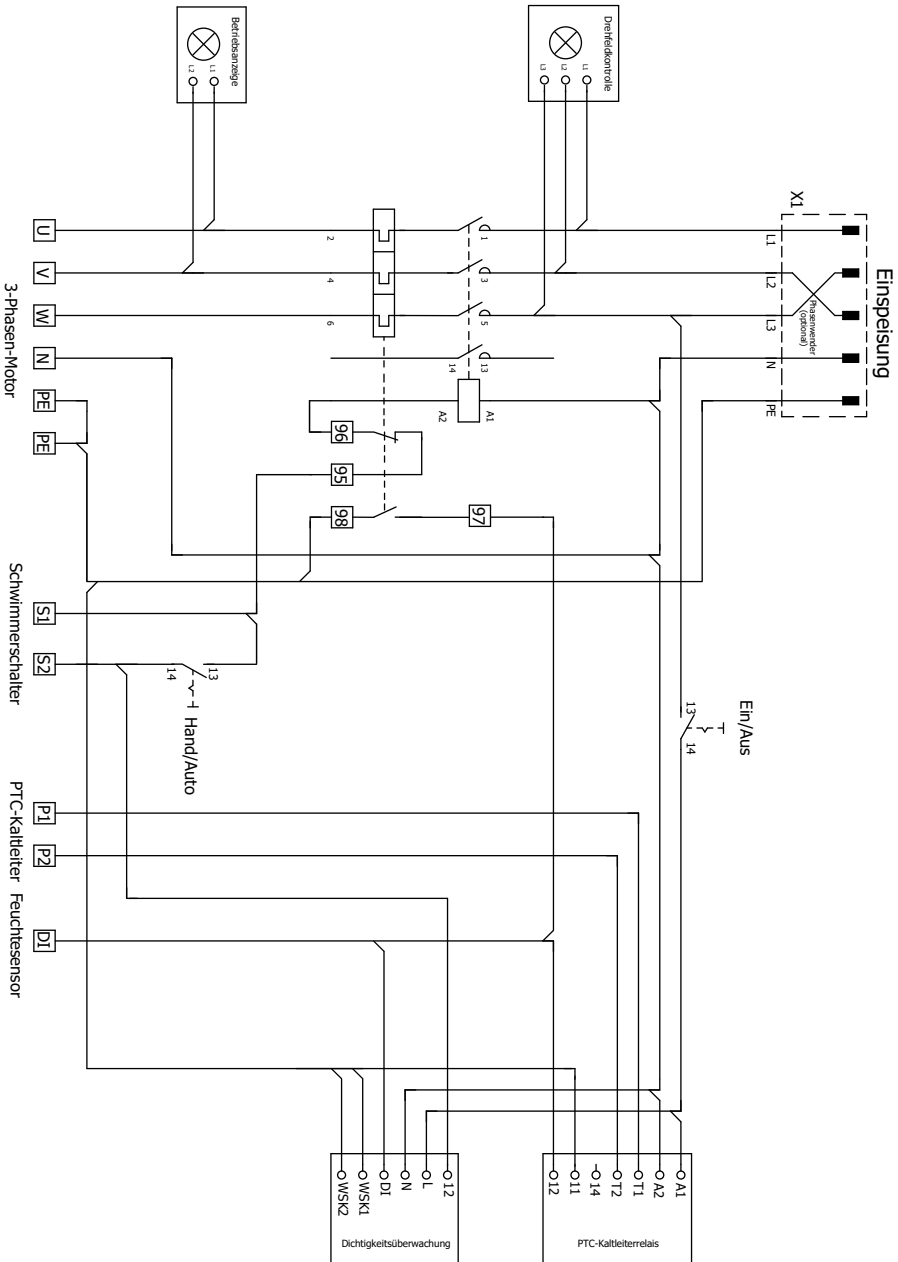 Einspeisung
Phasenwender
(optional)
X1
L1
L2
L3
N
PE
Ein/Aus
13
14
Drehfeldkontrolle
L1
L2
L3
A1
A2
T1
T2
14
11
12
PTC-Kaltleiterrelais
1
3
5
13
14
A1
A2
97
96
95
98
2
4
6
12
L
N
DI
WSK1
WSK2
Dichtigkeitsüberwachung
Betriebsanzeige
L1
L2
13
14
Hand/Auto
U
V
W
N
PE
PE
S1
S2
P1
P2
DI
3-Phasen-Motor
Schwimmerschalter
PTC-Kaltleiter
Feuchtesensor